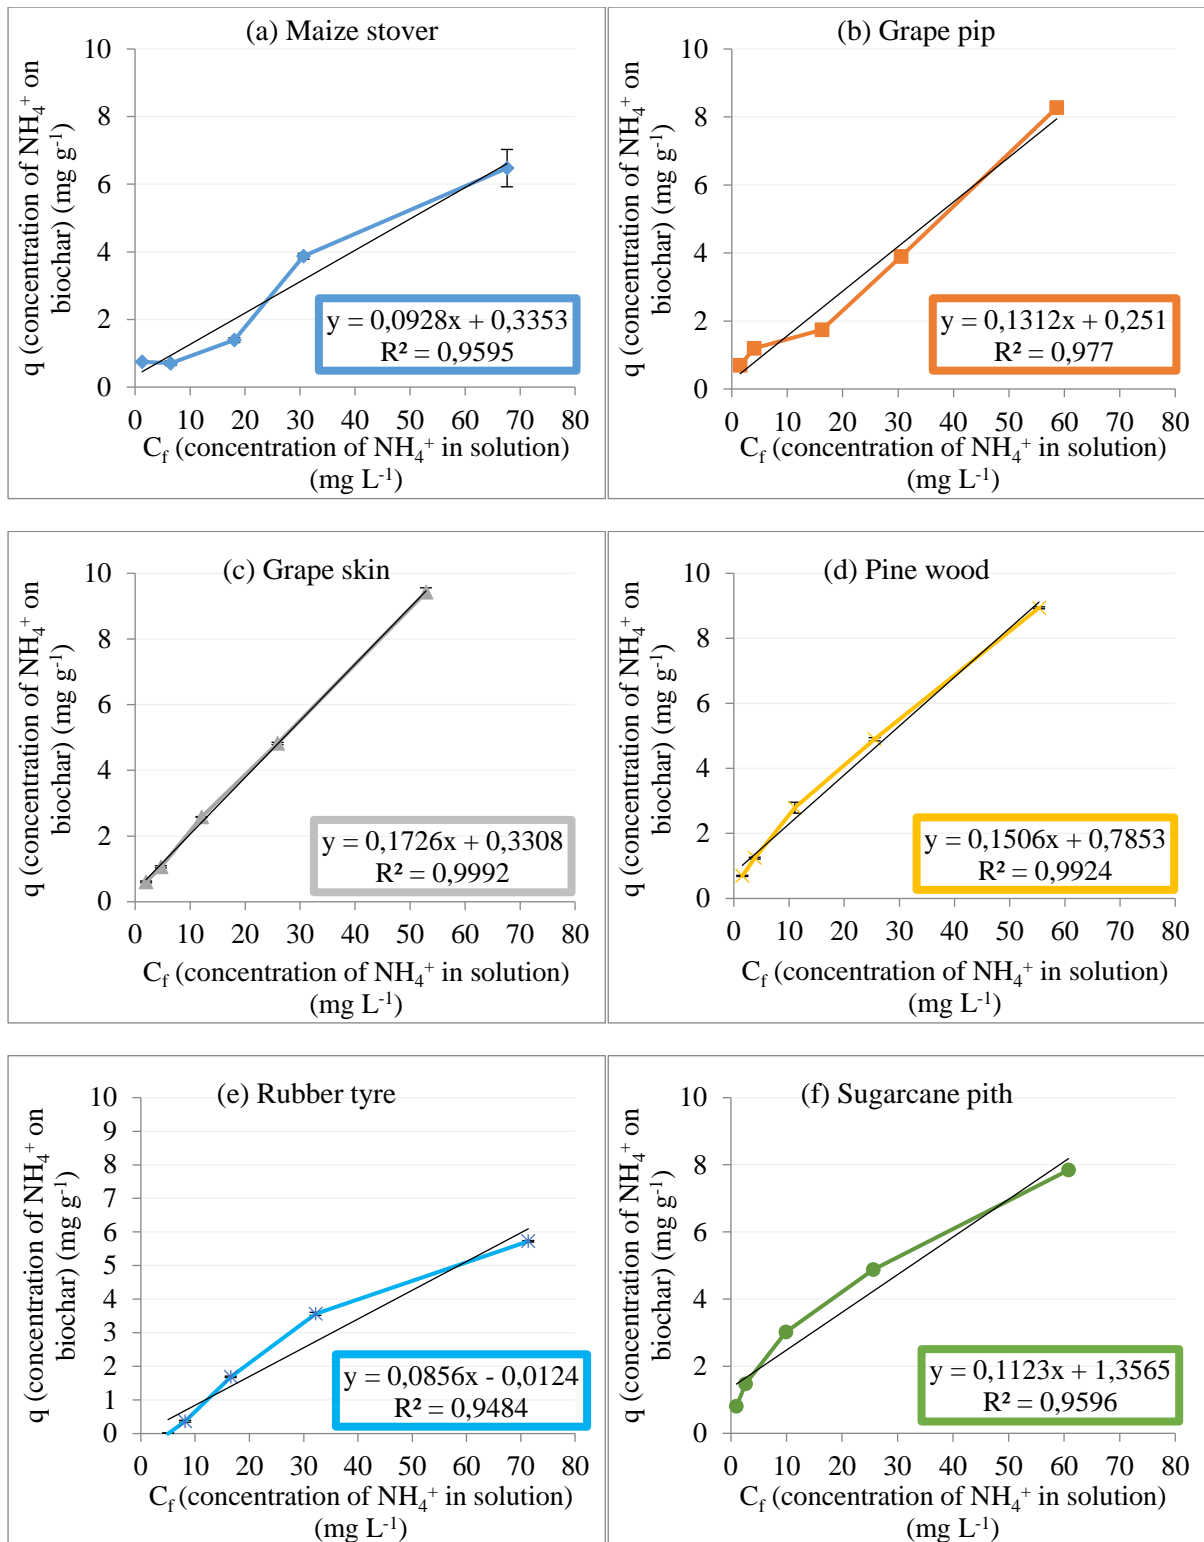 (a) Maize stover
q (concentration of NH₄⁺ on
biochar) (mg g⁻¹)
10
8
6
4
2
0
y = 0,0928x + 0,3353
R² = 0,9595
0 10 20 30 40 50 60 70 80
C_f (concentration of NH₄⁺ in solution)
(mg L⁻¹)
(b) Grape pip
q (concentration of NH₄⁺ on
biochar) (mg g⁻¹)
10
8
6
4
2
0
y = 0,1312x + 0,251
R² = 0,977
0 10 20 30 40 50 60 70 80
C_f (concentration of NH₄⁺ in solution)
(mg L⁻¹)
(c) Grape skin
q (concentration of NH₄⁺ on
biochar) (mg g⁻¹)
10
8
6
4
2
0
y = 0,1726x + 0,3308
R² = 0,9992
0 10 20 30 40 50 60 70 80
C_f (concentration of NH₄⁺ in solution)
(mg L⁻¹)
(d) Pine wood
q (concentration of NH₄⁺ on
biochar) (mg g⁻¹)
10
8
6
4
2
0
y = 0,1506x + 0,7853
R² = 0,9924
0 10 20 30 40 50 60 70 80
C_f (concentration of NH₄⁺ in solution)
(mg L⁻¹)
(e) Rubber tyre
q (concentration of NH₄⁺ on
biochar) (mg g⁻¹)
10
9
8
7
6
5
4
3
2
1
0
y = 0,0856x - 0,0124
R² = 0,9484
0 10 20 30 40 50 60 70 80
C_f (concentration of NH₄⁺ in solution)
(mg L⁻¹)
(f) Sugarcane pith
q (concentration of NH₄⁺ on
biochar) (mg g⁻¹)
10
8
6
4
2
0
y = 0,1123x + 1,3565
R² = 0,9596
0 10 20 30 40 50 60 70 80
C_f (concentration of NH₄⁺ in solution)
(mg L⁻¹)